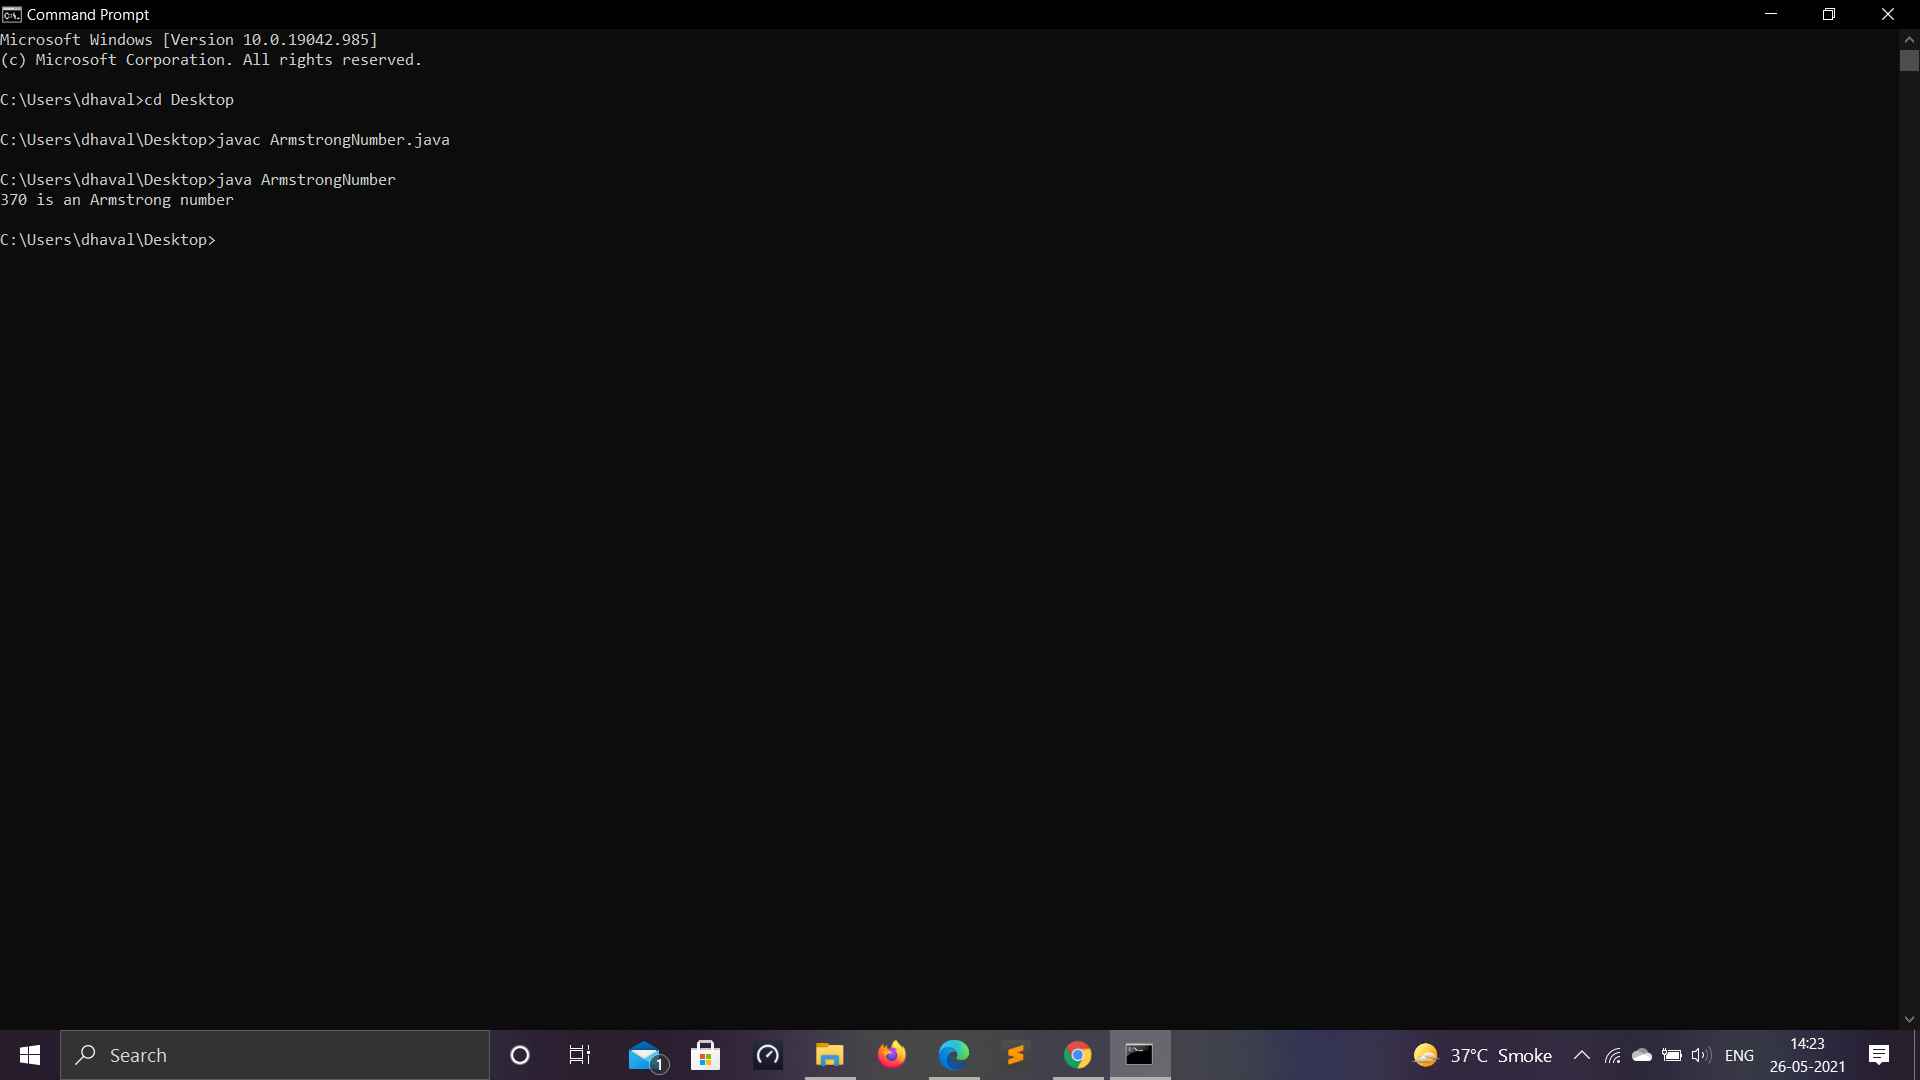 Command Prompt
Microsoft Windows [Version 10.0.19042.985]
(c) Microsoft Corporation. All rights reserved.
C:\Users\dhaval>cd Desktop
C:\Users\dhaval\Desktop>javac ArmstrongNumber.java
C:\Users\dhaval\Desktop>java ArmstrongNumber
370 is an Armstrong number
C:\Users\dhaval\Desktop>
Search
1
37°C Smoke
ENG
14:23
26-05-2021